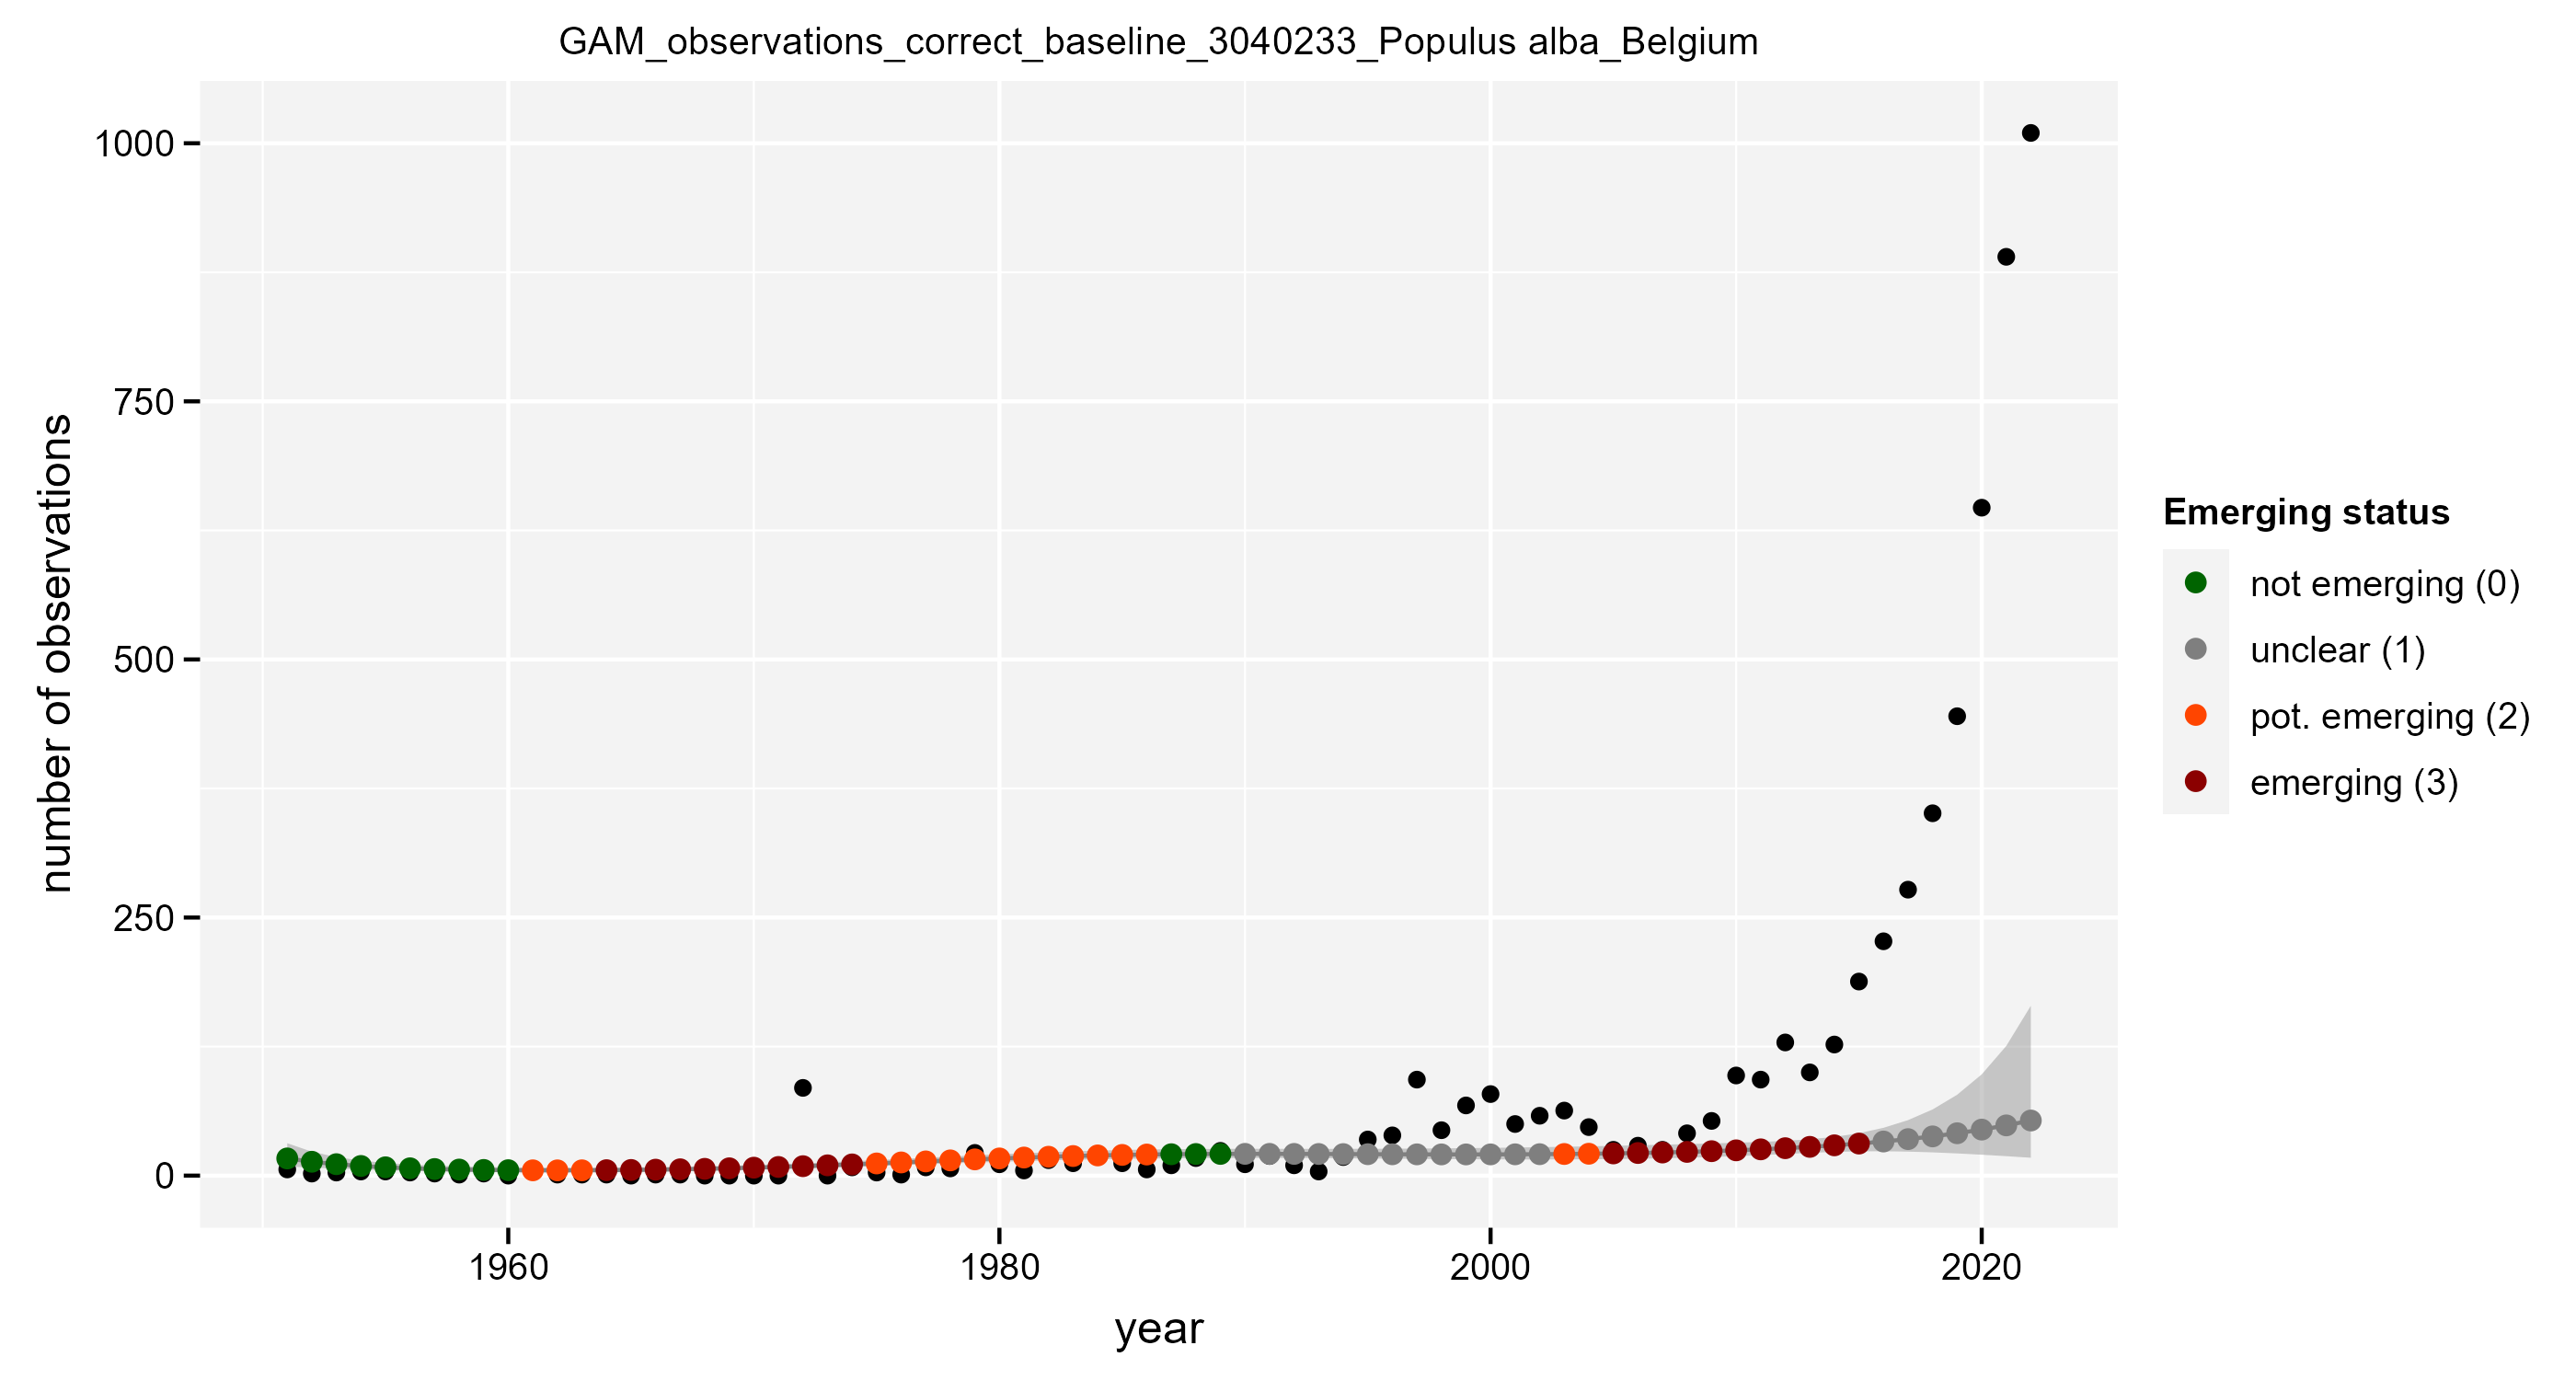 GAM_observations_correct_baseline_3040233_Populus alba_Belgium
1000
750
500
250
0
number of observations
1960
1980
2000
2020
year
Emerging status
not emerging (0)
unclear (1)
pot. emerging (2)
emerging (3)